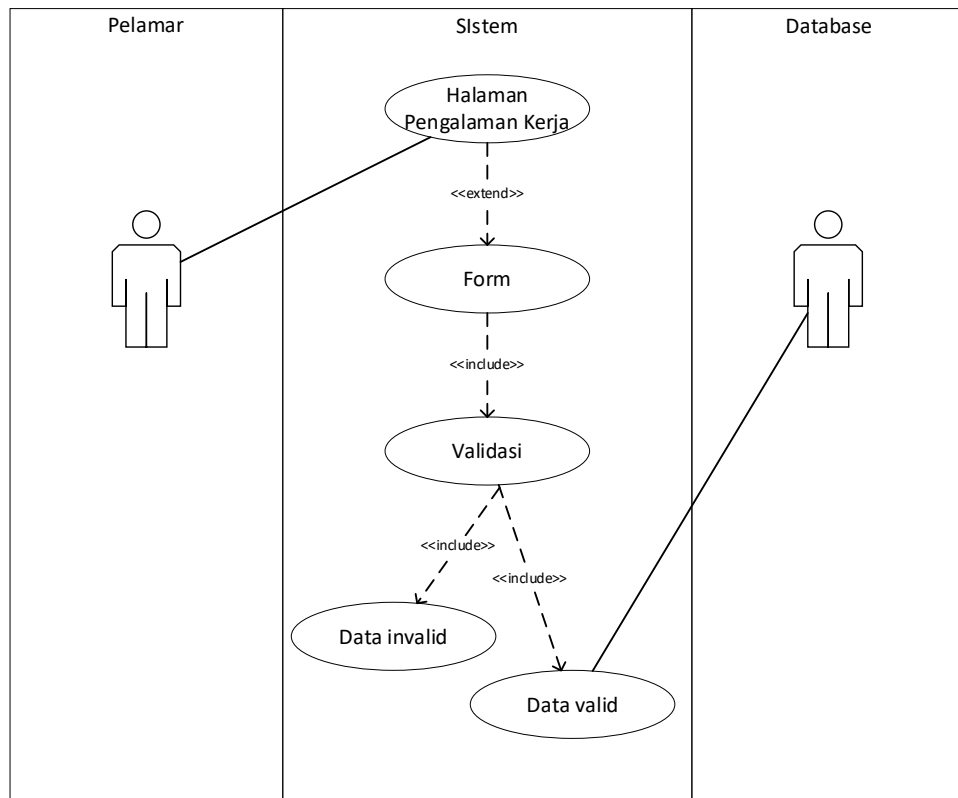 Pelamar
SIstem
Database
Halaman
Pengalaman Kerja
<<extend>>
Form
<<include>>
Validasi
<<include>>
<<include>>
Data invalid
Data valid